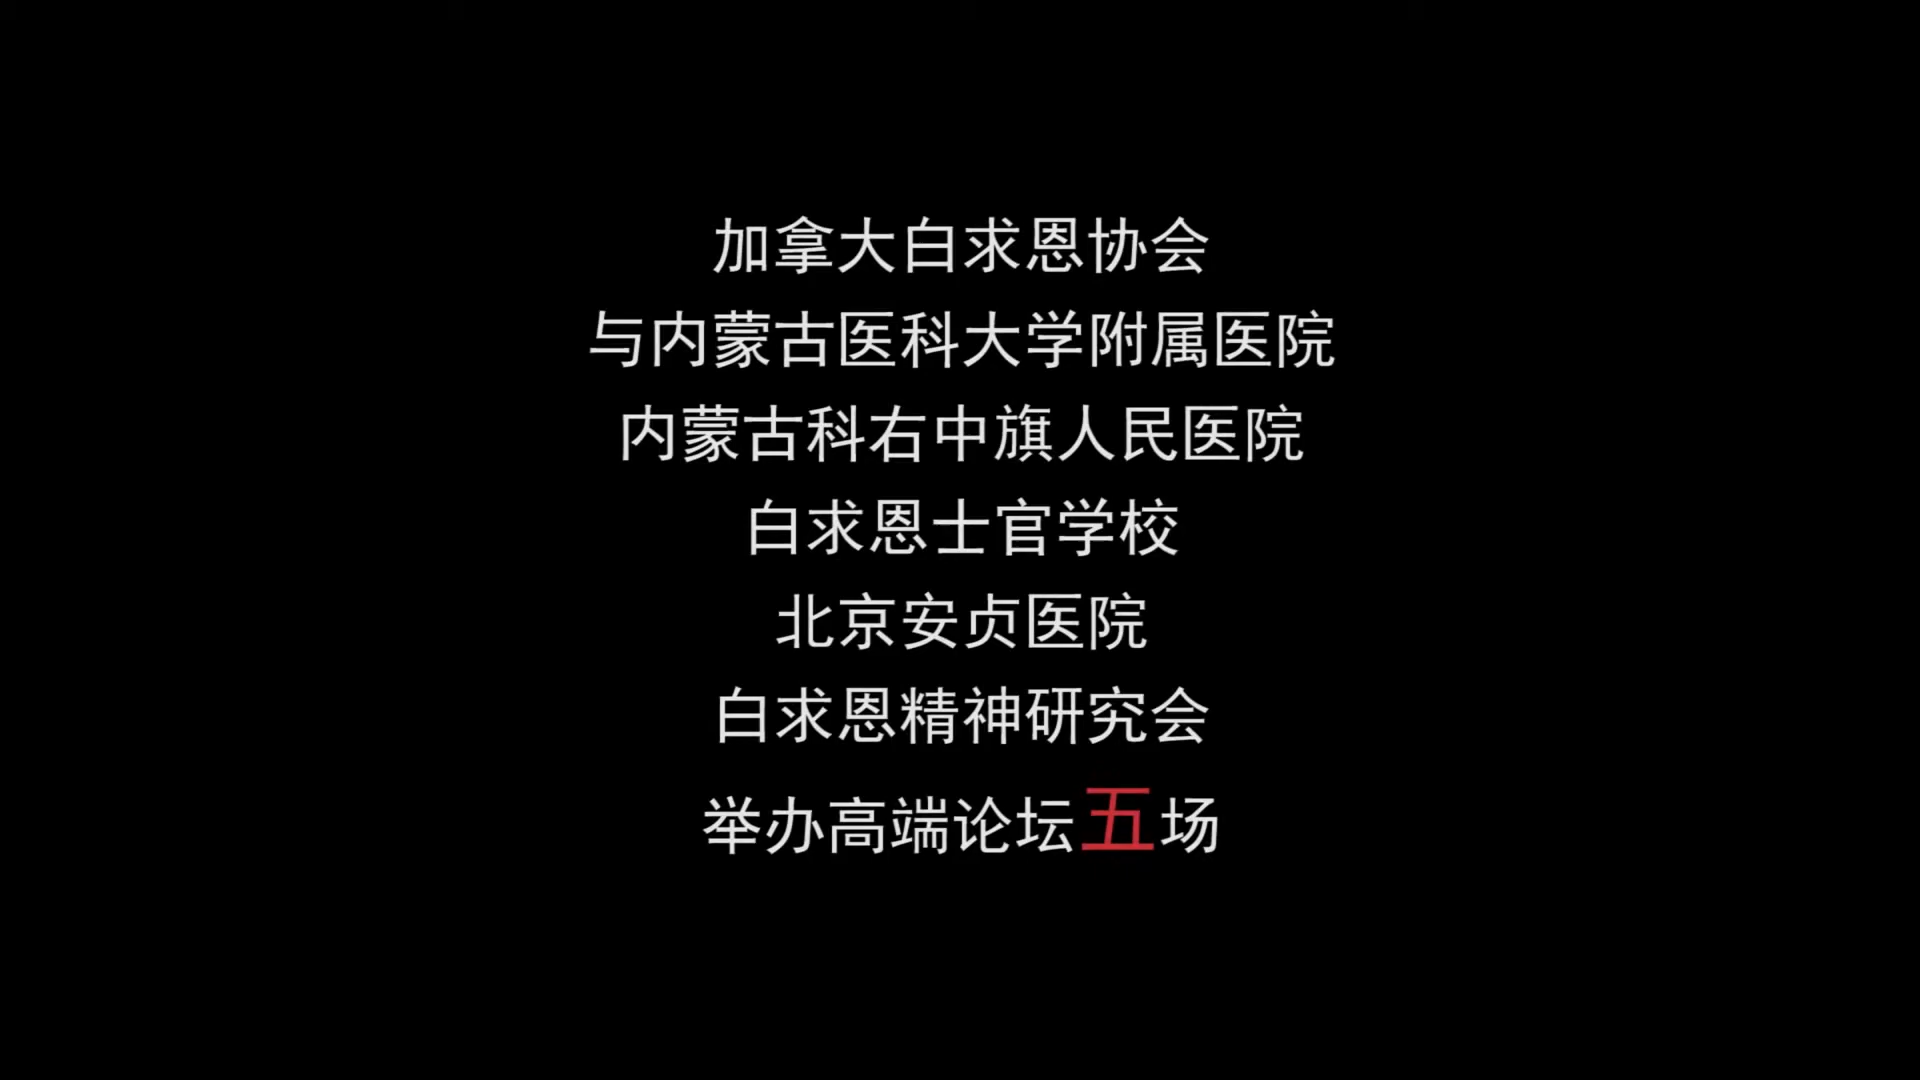 加拿大白求恩协会
与内蒙古医科大学附属医院
内蒙古科右中旗人民医院
白求恩士官学校
北京安贞医院
白求恩精神研究会
举办高端论坛五场